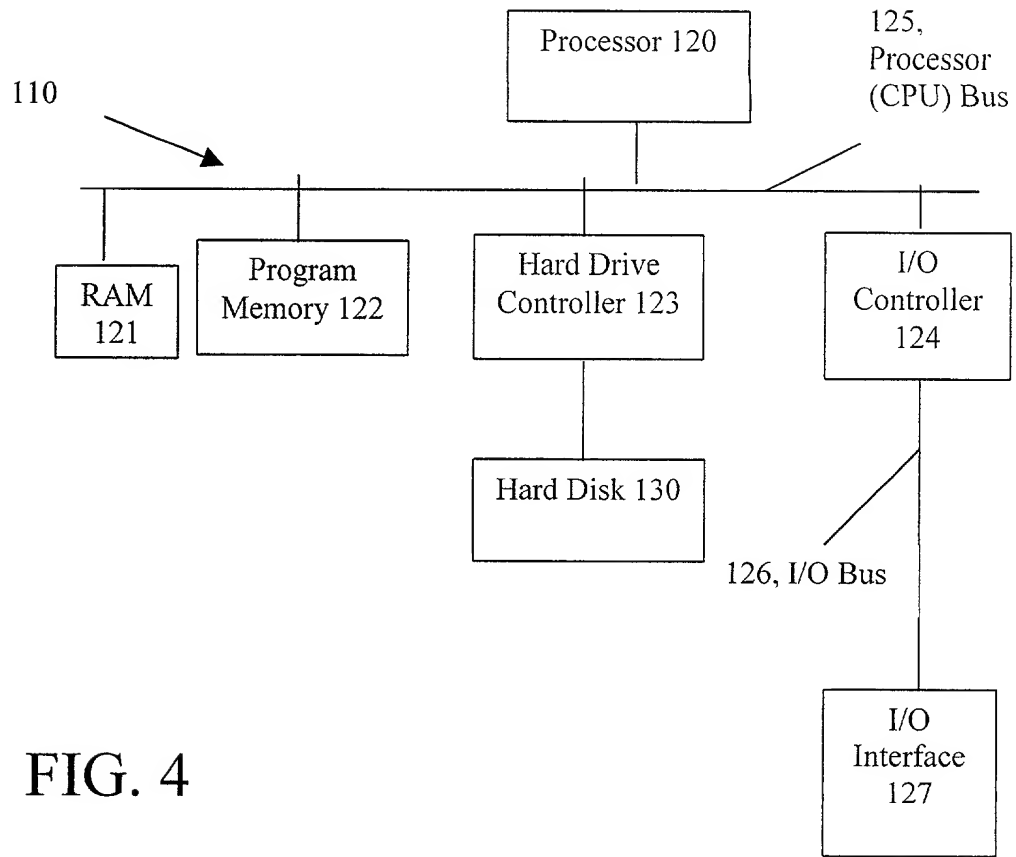 Processor 120
125,
Processor
(CPU) Bus
110
RAM
121
Program
Memory 122
Hard Drive
Controller 123
I/O
Controller
124
Hard Disk 130
126, I/O Bus
I/O
Interface
127
FIG. 4